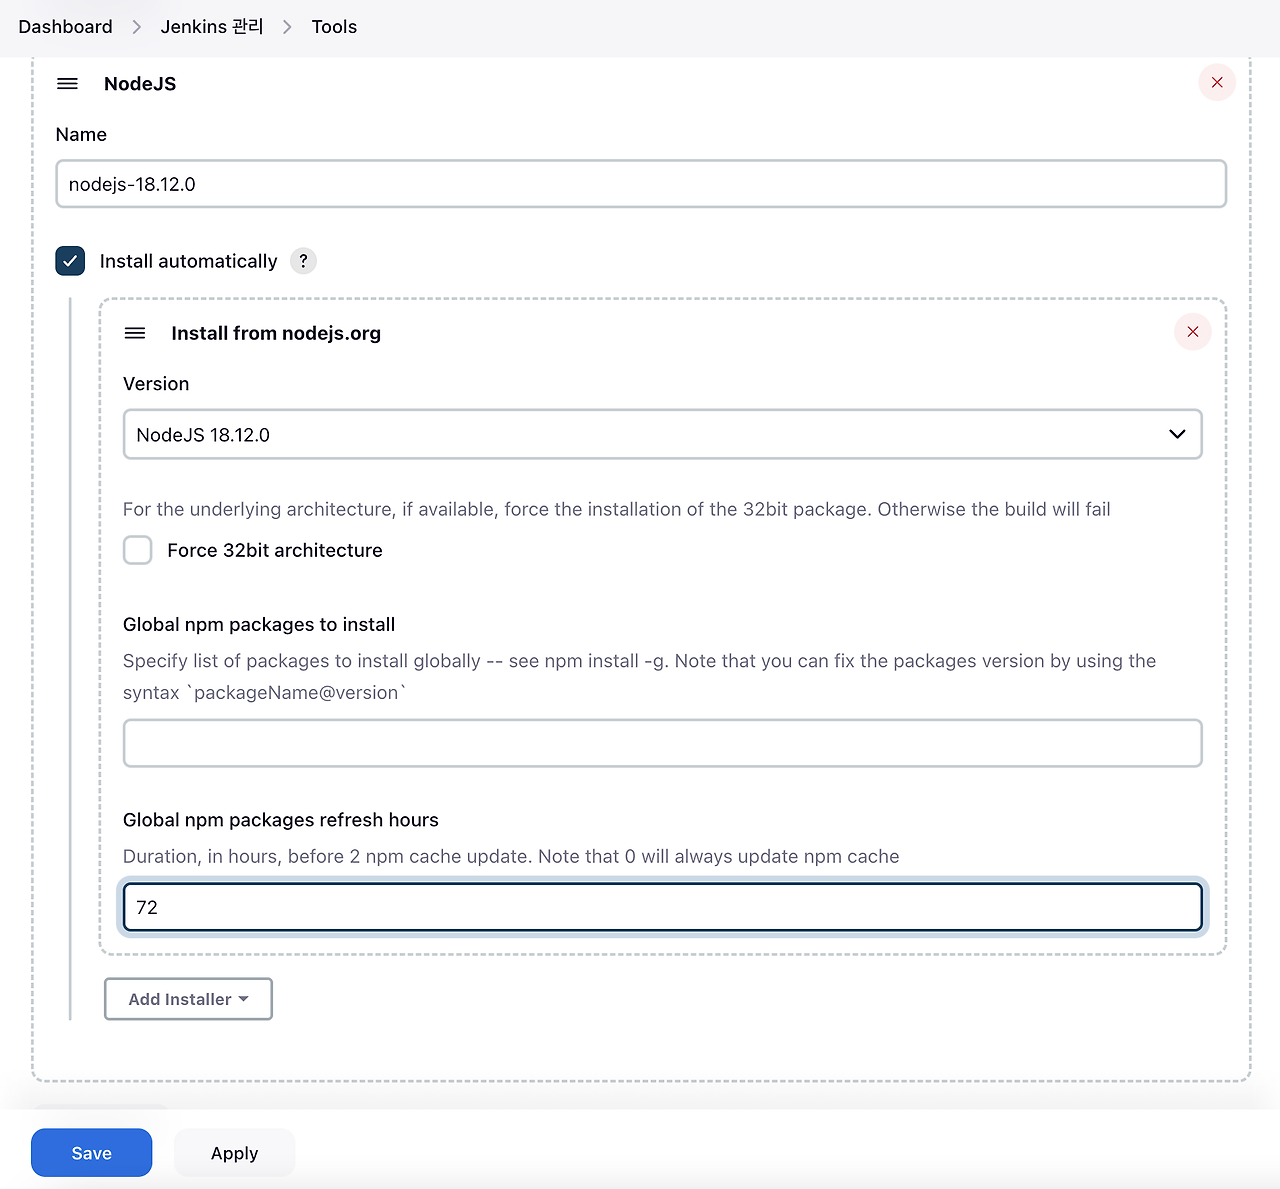 Dashboard > Jenkins 관리 > Tools
NodeJS
Name
nodejs-18.12.0
Install automatically ?
Install from nodejs.org
Version
NodeJS 18.12.0
For the underlying architecture, if available, force the installation of the 32bit package. Otherwise the build will fail
Force 32bit architecture
Global npm packages to install
Specify list of packages to install globally -- see npm install -g. Note that you can fix the packages version by using the
syntax `packageName@version`
Global npm packages refresh hours
Duration, in hours, before 2 npm cache update. Note that 0 will always update npm cache
72
Add Installer
Save Apply